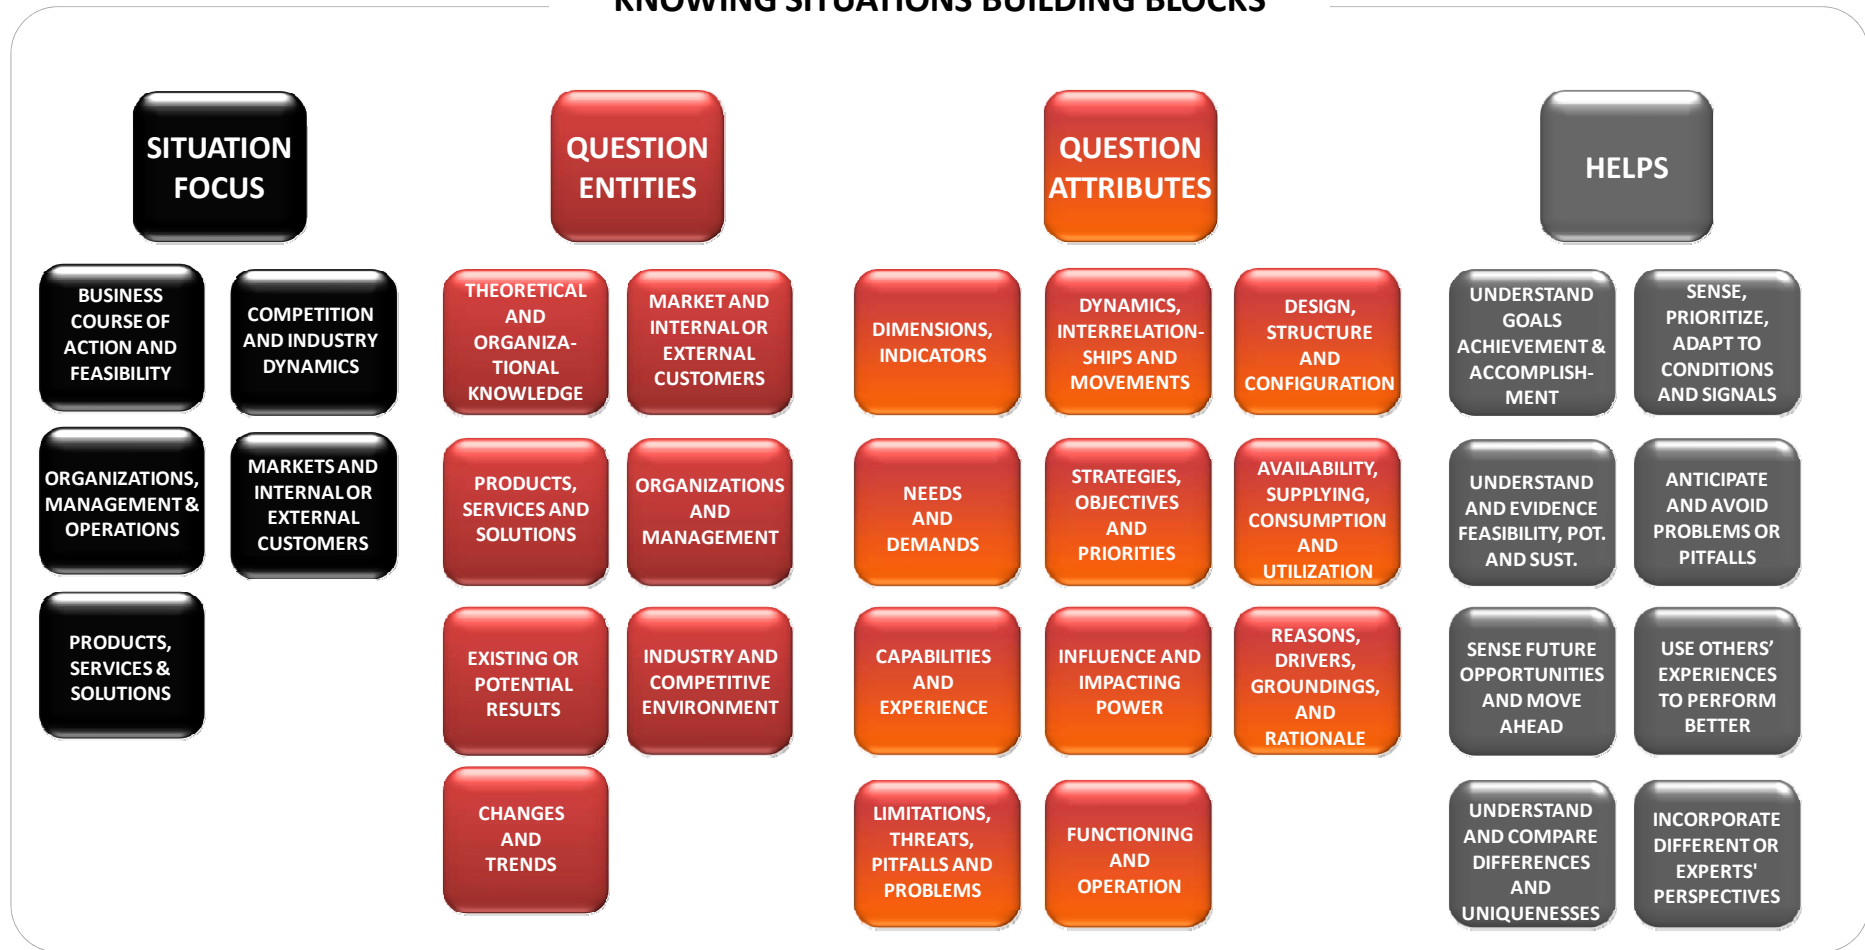 KNOWING SITUATIONS BUILDING BLOCKS
SITUATION
FOCUS
BUSINESS
COURSE OF
ACTION AND
FEASIBILITY
COMPETITION
AND INDUSTRY
DYNAMICS
ORGANIZATIONS,
MANAGEMENT &
OPERATIONS
MARKETS AND
INTERNAL OR
EXTERNAL
CUSTOMERS
PRODUCTS,
SERVICES &
SOLUTIONS
QUESTION
ENTITIES
THEORETICAL
AND
ORGANIZA-
TIONAL
KNOWLEDGE
MARKET AND
INTERNAL OR
EXTERNAL
CUSTOMERS
PRODUCTS,
SERVICES AND
SOLUTIONS
ORGANIZATIONS
AND
MANAGEMENT
EXISTING OR
POTENTIAL
RESULTS
INDUSTRY AND
COMPETITIVE
ENVIRONMENT
CHANGES
AND
TRENDS
QUESTION
ATTRIBUTES
DIMENSIONS,
INDICATORS
DYNAMICS,
INTERRELATION-
SHIPS AND
MOVEMENTS
DESIGN,
STRUCTURE
AND
CONFIGURATION
NEEDS
AND
DEMANDS
STRATEGIES,
OBJECTIVES
AND
PRIORITIES
AVAILABILITY,
SUPPLYING,
CONSUMPTION
AND
UTILIZATION
CAPABILITIES
AND
EXPERIENCE
INFLUENCE AND
IMPACTING
POWER
REASONS,
DRIVERS,
GROUNDINGS,
AND
RATIONALE
LIMITATIONS,
THREATS,
PITFALLS AND
PROBLEMS
FUNCTIONING
AND
OPERATION
HELPS
UNDERSTAND
GOALS
ACHIEVEMENT &
ACCOMPLISH-
MENT
SENSE,
PRIORITIZE,
ADAPT TO
CONDITIONS
AND SIGNALS
UNDERSTAND
AND EVIDENCE
FEASIBILITY, POT.
AND SUST.
ANTICIPATE
AND AVOID
PROBLEMS OR
PITFALLS
SENSE FUTURE
OPPORTUNITIES
AND MOVE
AHEAD
USE OTHERS’
EXPERIENCES
TO PERFORM
BETTER
UNDERSTAND
AND COMPARE
DIFFERENCES
AND
UNIQUENESSES
INCORPORATE
DIFFERENT OR
EXPERTS'
PERSPECTIVES